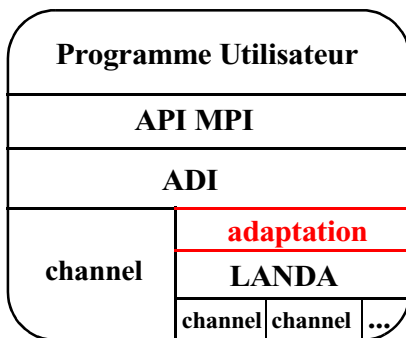 Programme Utilisateur
API MPI
ADI
channel
adaptation
LANDA
channel channel ...